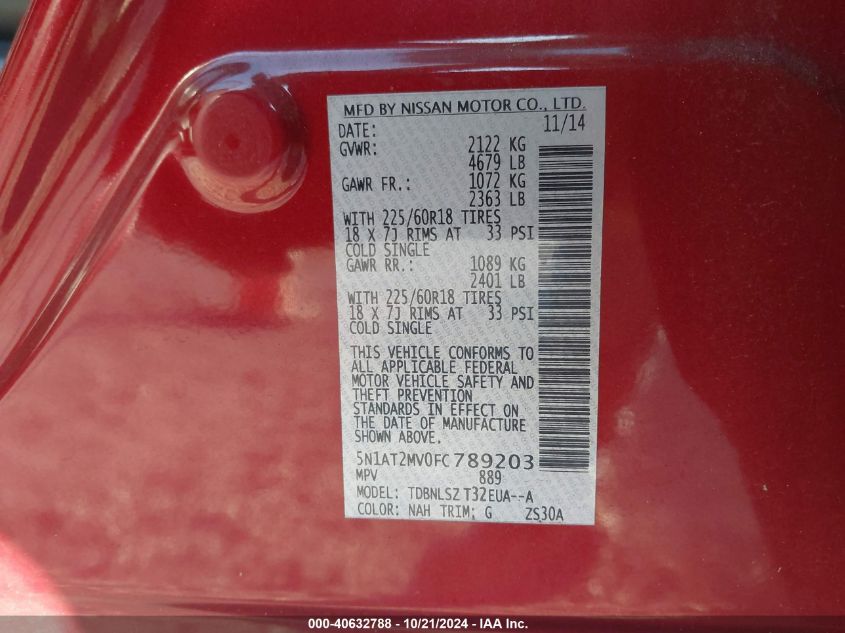 MFD BY NISSAN MOTOR CO., LTD.
DATE: 11/14
GVWR: 2122 KG
4679 LB
GAWR FR.: 1072 KG
2363 LB
WITH 225/60R18 TIRES
18 X 7J RIMS AT 33 PSI
COLD SINGLE
GAWR RR.: 1089 KG
2401 LB
WITH 225/60R18 TIRES
18 X 7J RIMS AT 33 PSI
COLD SINGLE
THIS VEHICLE CONFORMS TO
ALL APPLICABLE FEDERAL
MOTOR VEHICLE SAFETY AND
THEFT PREVENTION
STANDARDS IN EFFECT ON
THE DATE OF MANUFACTURE
SHOWN ABOVE.
5N1AT2MV0FC789203
MPV 889
MODEL: TDBNLSZ T32EUA--A
COLOR: NAH TRIM: G ZS30A
000-40632788 - 10/21/2024 - IAA Inc.